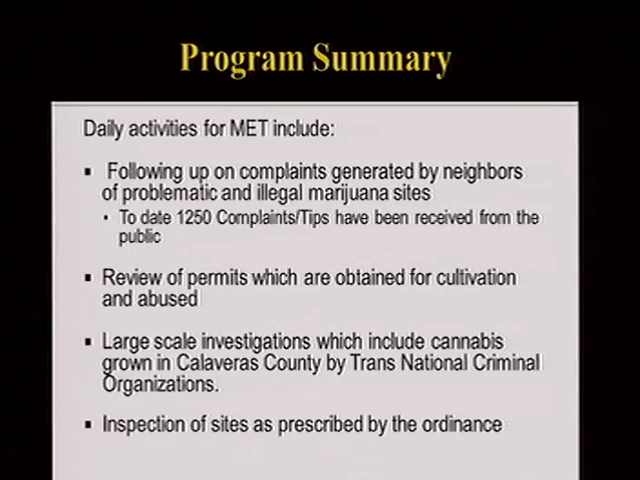 Program Summary
Daily activities for MET include:
▪ Following up on complaints generated by neighbors
of problematic and illegal marijuana sites
• To date 1250 Complaints/Tips have been received from the
public
▪ Review of permits which are obtained for cultivation
and abused
▪ Large scale investigations which include cannabis
grown in Calaveras County by Trans National Criminal
Organizations.
▪ Inspection of sites as prescribed by the ordinance